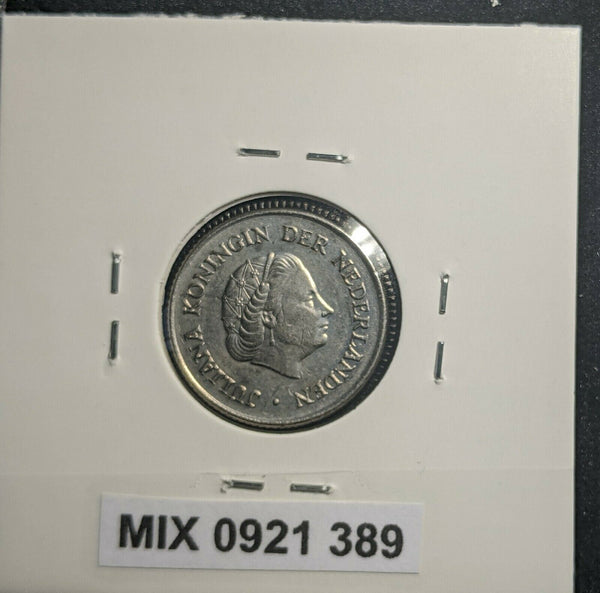 JULIANA KONINGIN DER NEDERLANDEN
MIX 0921 389